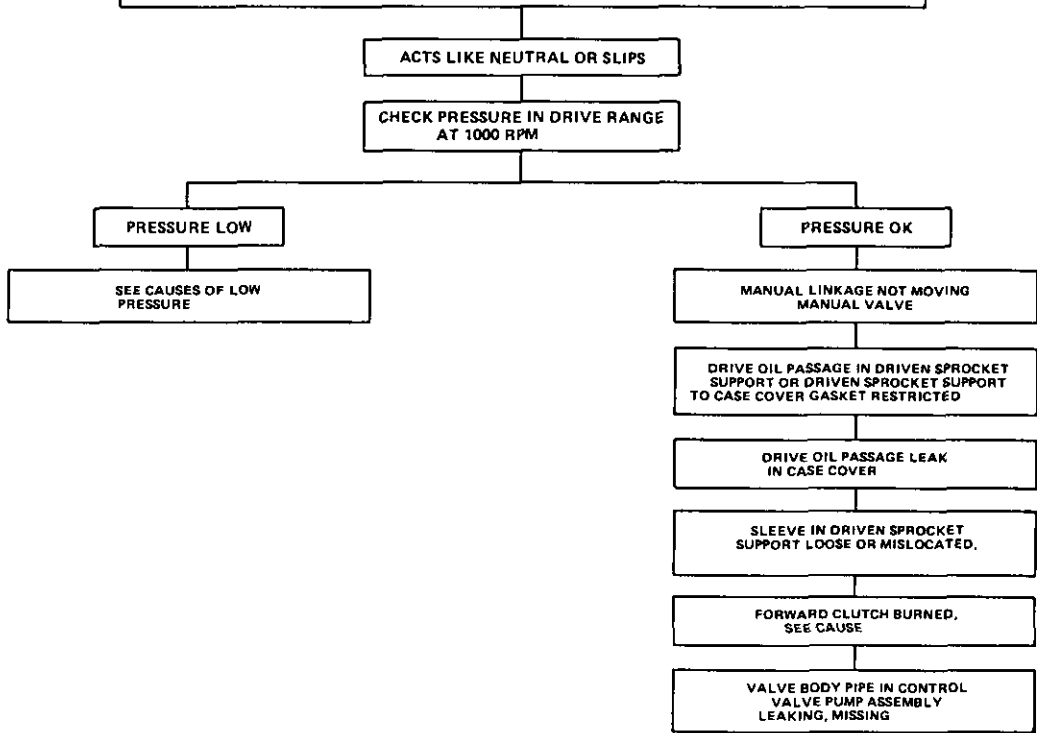 ACTS LIKE NEUTRAL OR SLIPS
CHECK PRESSURE IN DRIVE RANGE
AT 1000 RPM
PRESSURE LOW
PRESSURE OK
SEE CAUSES OF LOW
PRESSURE
MANUAL LINKAGE NOT MOVING
MANUAL VALVE
DRIVE OIL PASSAGE IN DRIVEN SPROCKET
SUPPORT OR DRIVEN SPROCKET SUPPORT
TO CASE COVER GASKET RESTRICTED
DRIVE OIL PASSAGE LEAK
IN CASE COVER
SLEEVE IN DRIVEN SPROCKET
SUPPORT LOOSE OR MISLOCATED.
FORWARD CLUTCH BURNED,
SEE CAUSE
VALVE BODY PIPE IN CONTROL
VALVE PUMP ASSEMBLY
LEAKING, MISSING